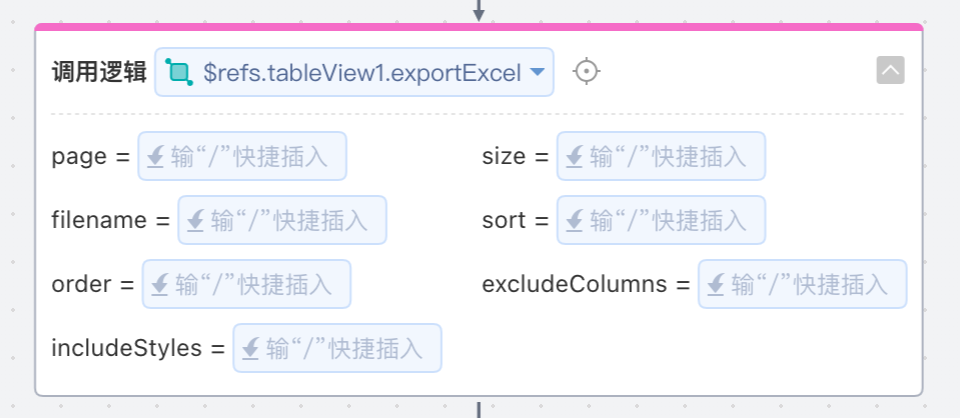 调用逻辑 $refs.tableView1.exportExcel
page = 输“/”快捷插入 size = 输“/”快捷插入
filename = 输“/”快捷插入 sort = 输“/”快捷插入
order = 输“/”快捷插入 excludeColumns = 输“/”快捷插入
includeStyles = 输“/”快捷插入